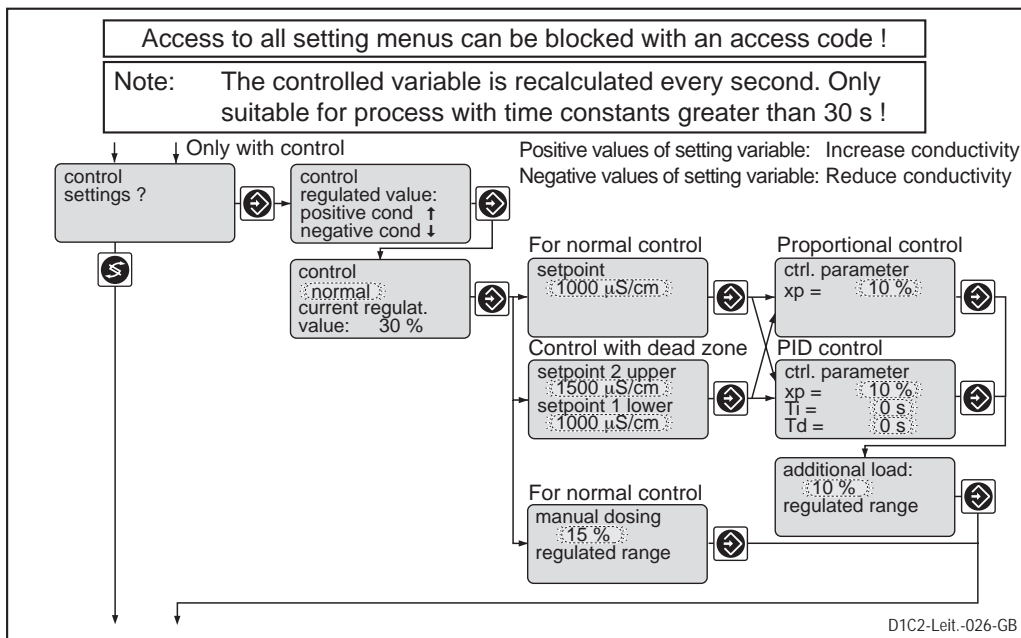 Access to all setting menus can be blocked with an access code !
Note: The controlled variable is recalculated every second. Only
suitable for process with time constants greater than 30 s !
Only with control
Positive values of setting variable: Increase conductivity
Negative values of setting variable: Reduce conductivity
control
settings ?
control
regulated value:
positive cond ↑
negative cond ↓
control
normal
current regulat.
value: 30 %
For normal control
setpoint
1000 µS/cm
Proportional control
ctrl. parameter
xp = 10 %
Control with dead zone
setpoint 2 upper
1500 µS/cm
setpoint 1 lower
1000 µS/cm
PID control
ctrl. parameter
xp = 10 %
Ti = 0 s
Td = 0 s
additional load:
10 %
regulated range
For normal control
manual dosing
15 %
regulated range
D1C2-Leit.-026-GB